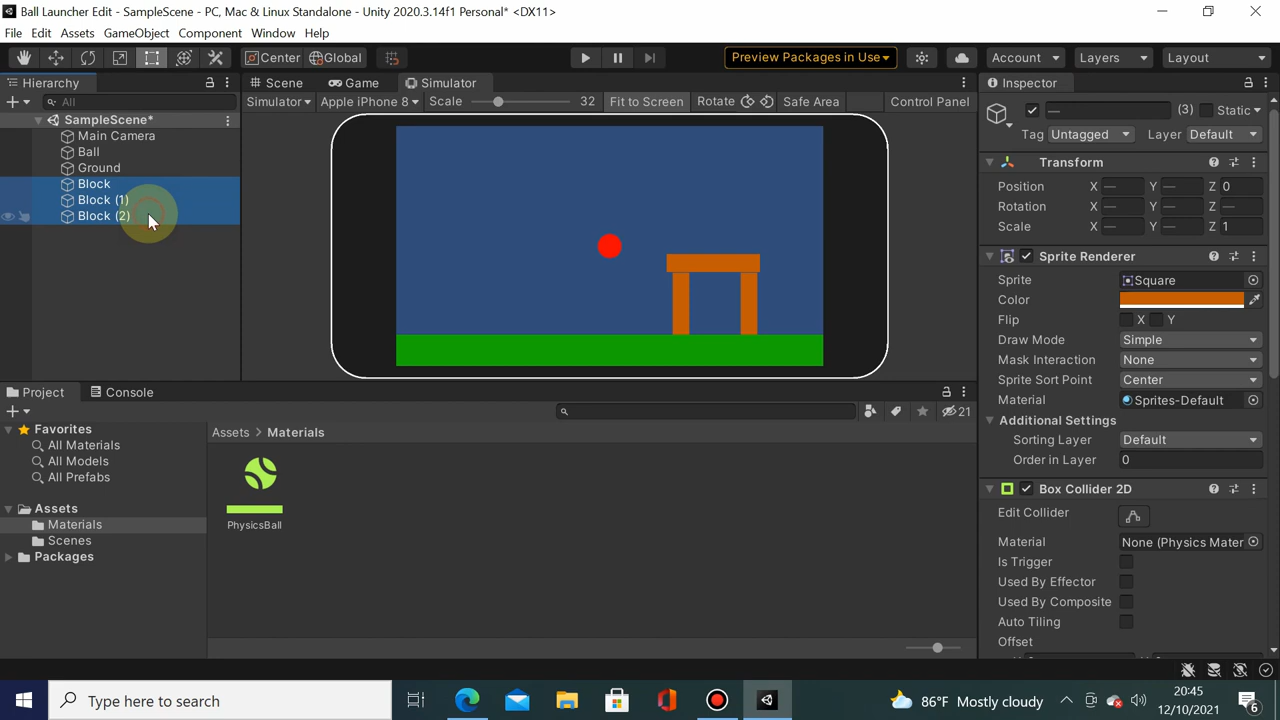 Ball Launcher Edit - SampleScene - PC, Mac & Linux Standalone - Unity 2020.3.14f1 Personal* <DX11>
File Edit Assets GameObject Component Window Help
Center Global Preview Packages in Use Account Layers Layout
Hierarchy
All
SampleScene*
Main Camera
Ball
Ground
Block
Block (1)
Block (2)
Scene Game Simulator
Simulator Apple iPhone 8 Scale 32 Fit to Screen Rotate Safe Area Control Panel
Inspector
— (3) Static
Tag Untagged Layer Default
Transform
Position X — Y — Z 0
Rotation X — Y — Z —
Scale X — Y — Z 1
Sprite Renderer
Sprite Square
Color
Flip X Y
Draw Mode Simple
Mask Interaction None
Sprite Sort Point Center
Material Sprites-Default
Additional Settings
Sorting Layer Default
Order in Layer 0
Box Collider 2D
Edit Collider
Material None (Physics Mater
Is Trigger
Used By Effector
Used By Composite
Auto Tiling
Offset
Project Console
21
Favorites
All Materials
All Models
All Prefabs
Assets
Materials
Scenes
Packages
Assets > Materials
PhysicsBall
Type here to search
86°F Mostly cloudy
20:45
12/10/2021
6